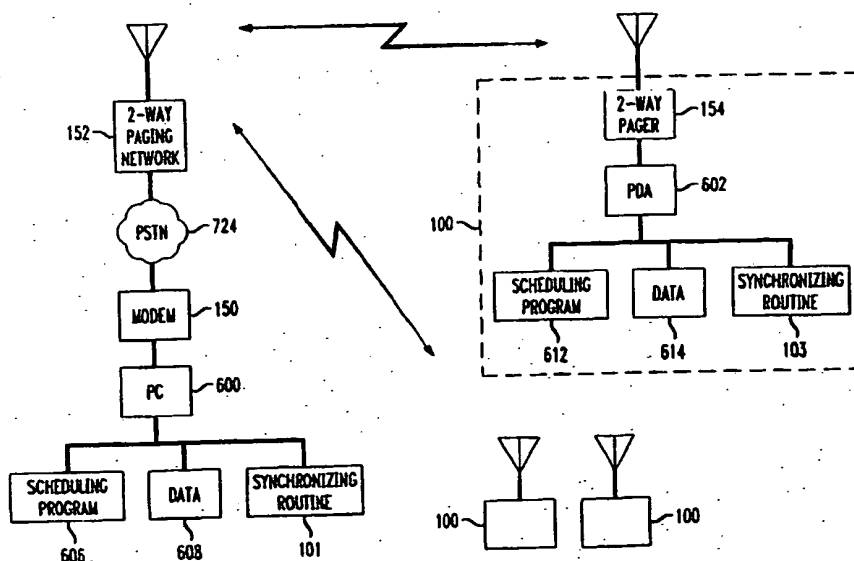 152
2-WAY
PAGING
NETWORK
PSTN
724
MODEM
150
PC
600
SCHEDULING
PROGRAM
606
DATA
608
SYNCHRONIZING
ROUTINE
101
2-WAY
PAGER
154
PDA
602
100
SCHEDULING
PROGRAM
612
DATA
614
SYNCHRONIZING
ROUTINE
103
100
100